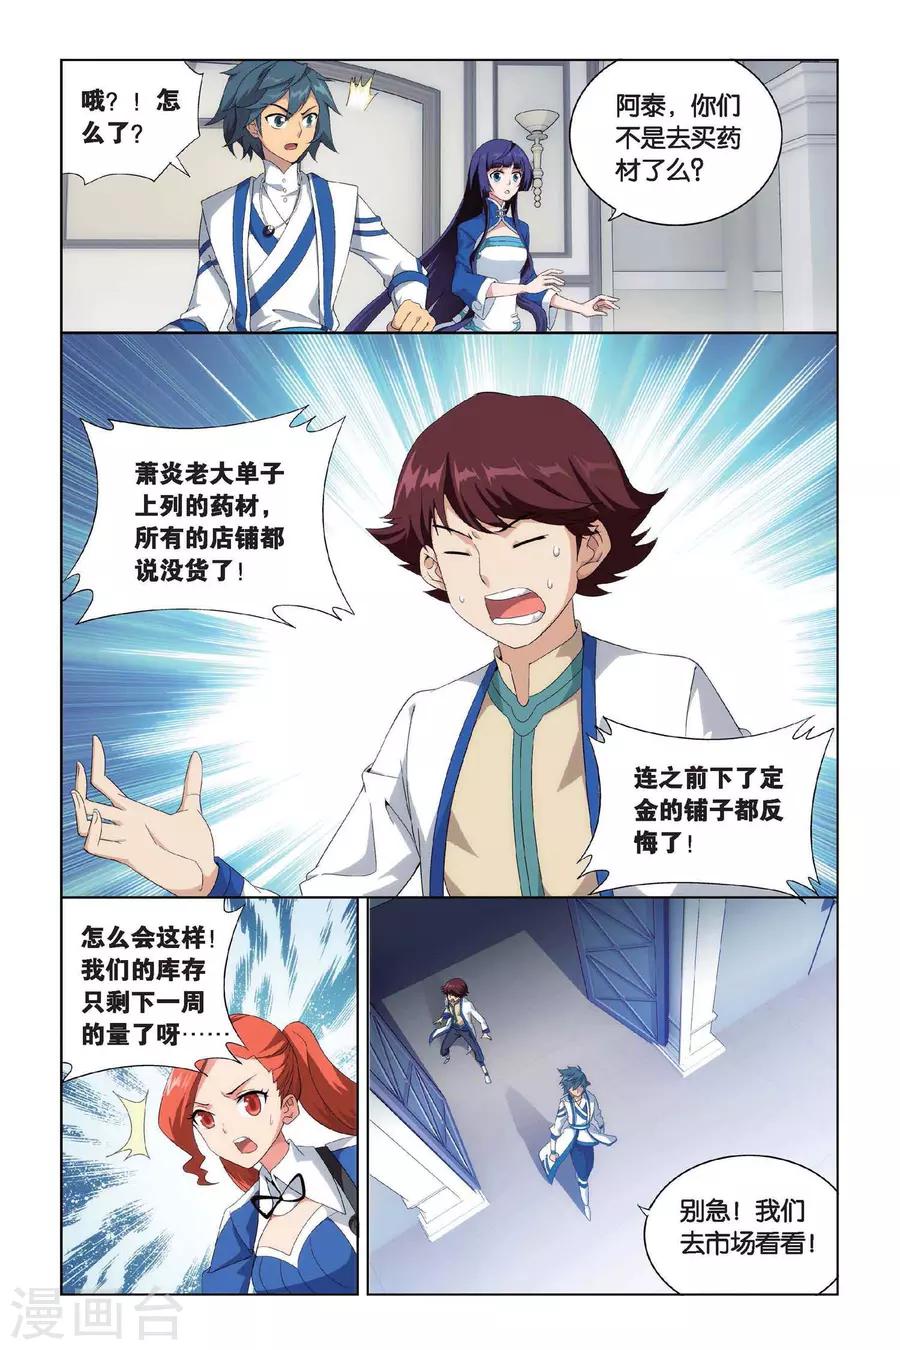 哦？！怎
么了？
阿泰，你们
不是去买药
材了么？
萧炎老大单子
上列的药材，
所有的店铺都
说没货了！
连之前下了定
金的铺子都反
悔了！
怎么会这样！
我们的库存
只剩下一周
的量了呀……
别急！我们
去市场看看！
漫画台